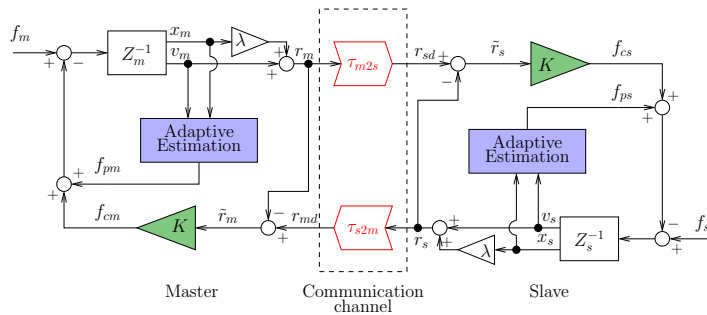 f_m
+
−
Z_m^{-1}
x_m
v_m
λ
+
+
r_m
τ_{m2s}
r_{sd}
+
−
r̃_s
K
f_{cs}
f_{ps}
+
+
Adaptive
Estimation
Adaptive
Estimation
f_{pm}
+
+
f_{cm}
K
r̃_m
−
+
r_{md}
τ_{s2m}
r_s
+
+
λ
v_s
x_s
Z_s^{-1}
−
+
f_s
Master
Communication
channel
Slave